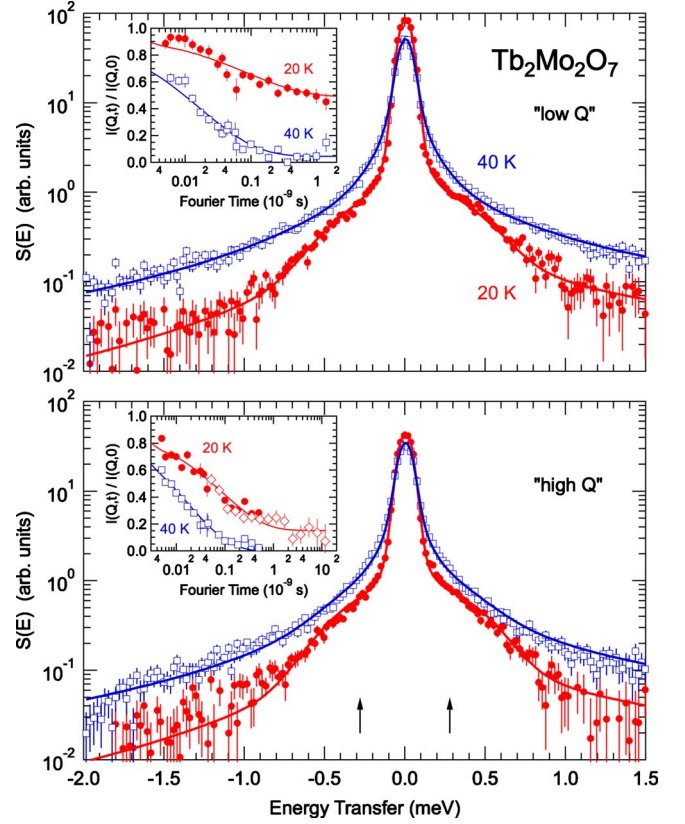 Tb₂Mo₂O₇
"low Q"
40 K
20 K
S(E) (arb. units)
10²
10¹
10⁰
10⁻¹
10⁻²
I(Q,t) / I(Q,0)
1.0
0.8
0.6
0.4
0.2
0.0
20 K
40 K
4 2 4 2 4 2
0.01 0.1 1
Fourier Time (10⁻⁹ s)
"high Q"
S(E) (arb. units)
10²
10¹
10⁰
10⁻¹
10⁻²
I(Q,t) / I(Q,0)
1.0
0.8
0.6
0.4
0.2
0.0
20 K
40 K
4 2 4 2 4 2 4 2
0.01 0.1 1 10
Fourier Time (10⁻⁹ s)
-2.0 -1.5 -1.0 -0.5 0.0 0.5 1.0 1.5
Energy Transfer (meV)